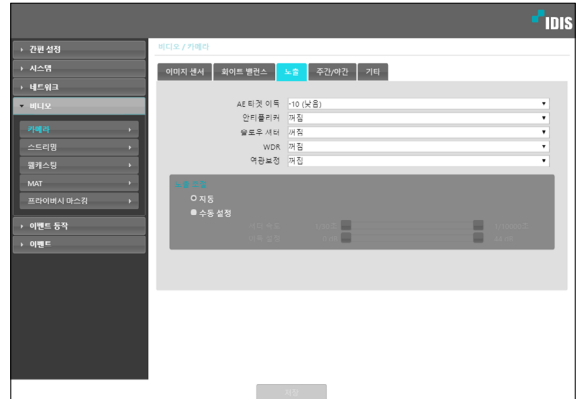 IDIS
간편 설정
시스템
네트워크
비디오
카메라
스트리밍
웹캐스팅
MAT
프라이버시 마스킹
이벤트 동작
이벤트
비디오 / 카메라
이미지 센서 화이트 밸런스 노출 주간/야간 기타
AE 타겟 이득 -10 (낮음)
안티플리커 꺼짐
슬로우 셔터 꺼짐
WDR 꺼짐
역광보정 꺼짐
노출 조절
자동
수동 설정
저장